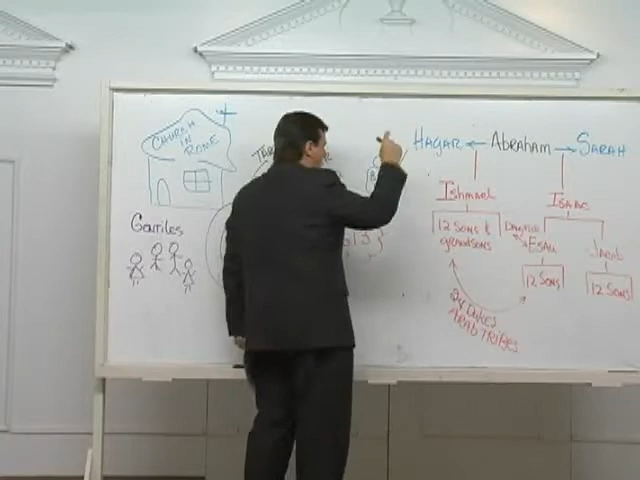 CHURCH
IN
ROME
Gentiles
HAGAR
Abraham
SARAH
Ishmael
ISAAC
12 SONS &
grandsons
ESAU
Jacob
12 SONS
12 SONS
24 DUKES
ARAB TRIBES